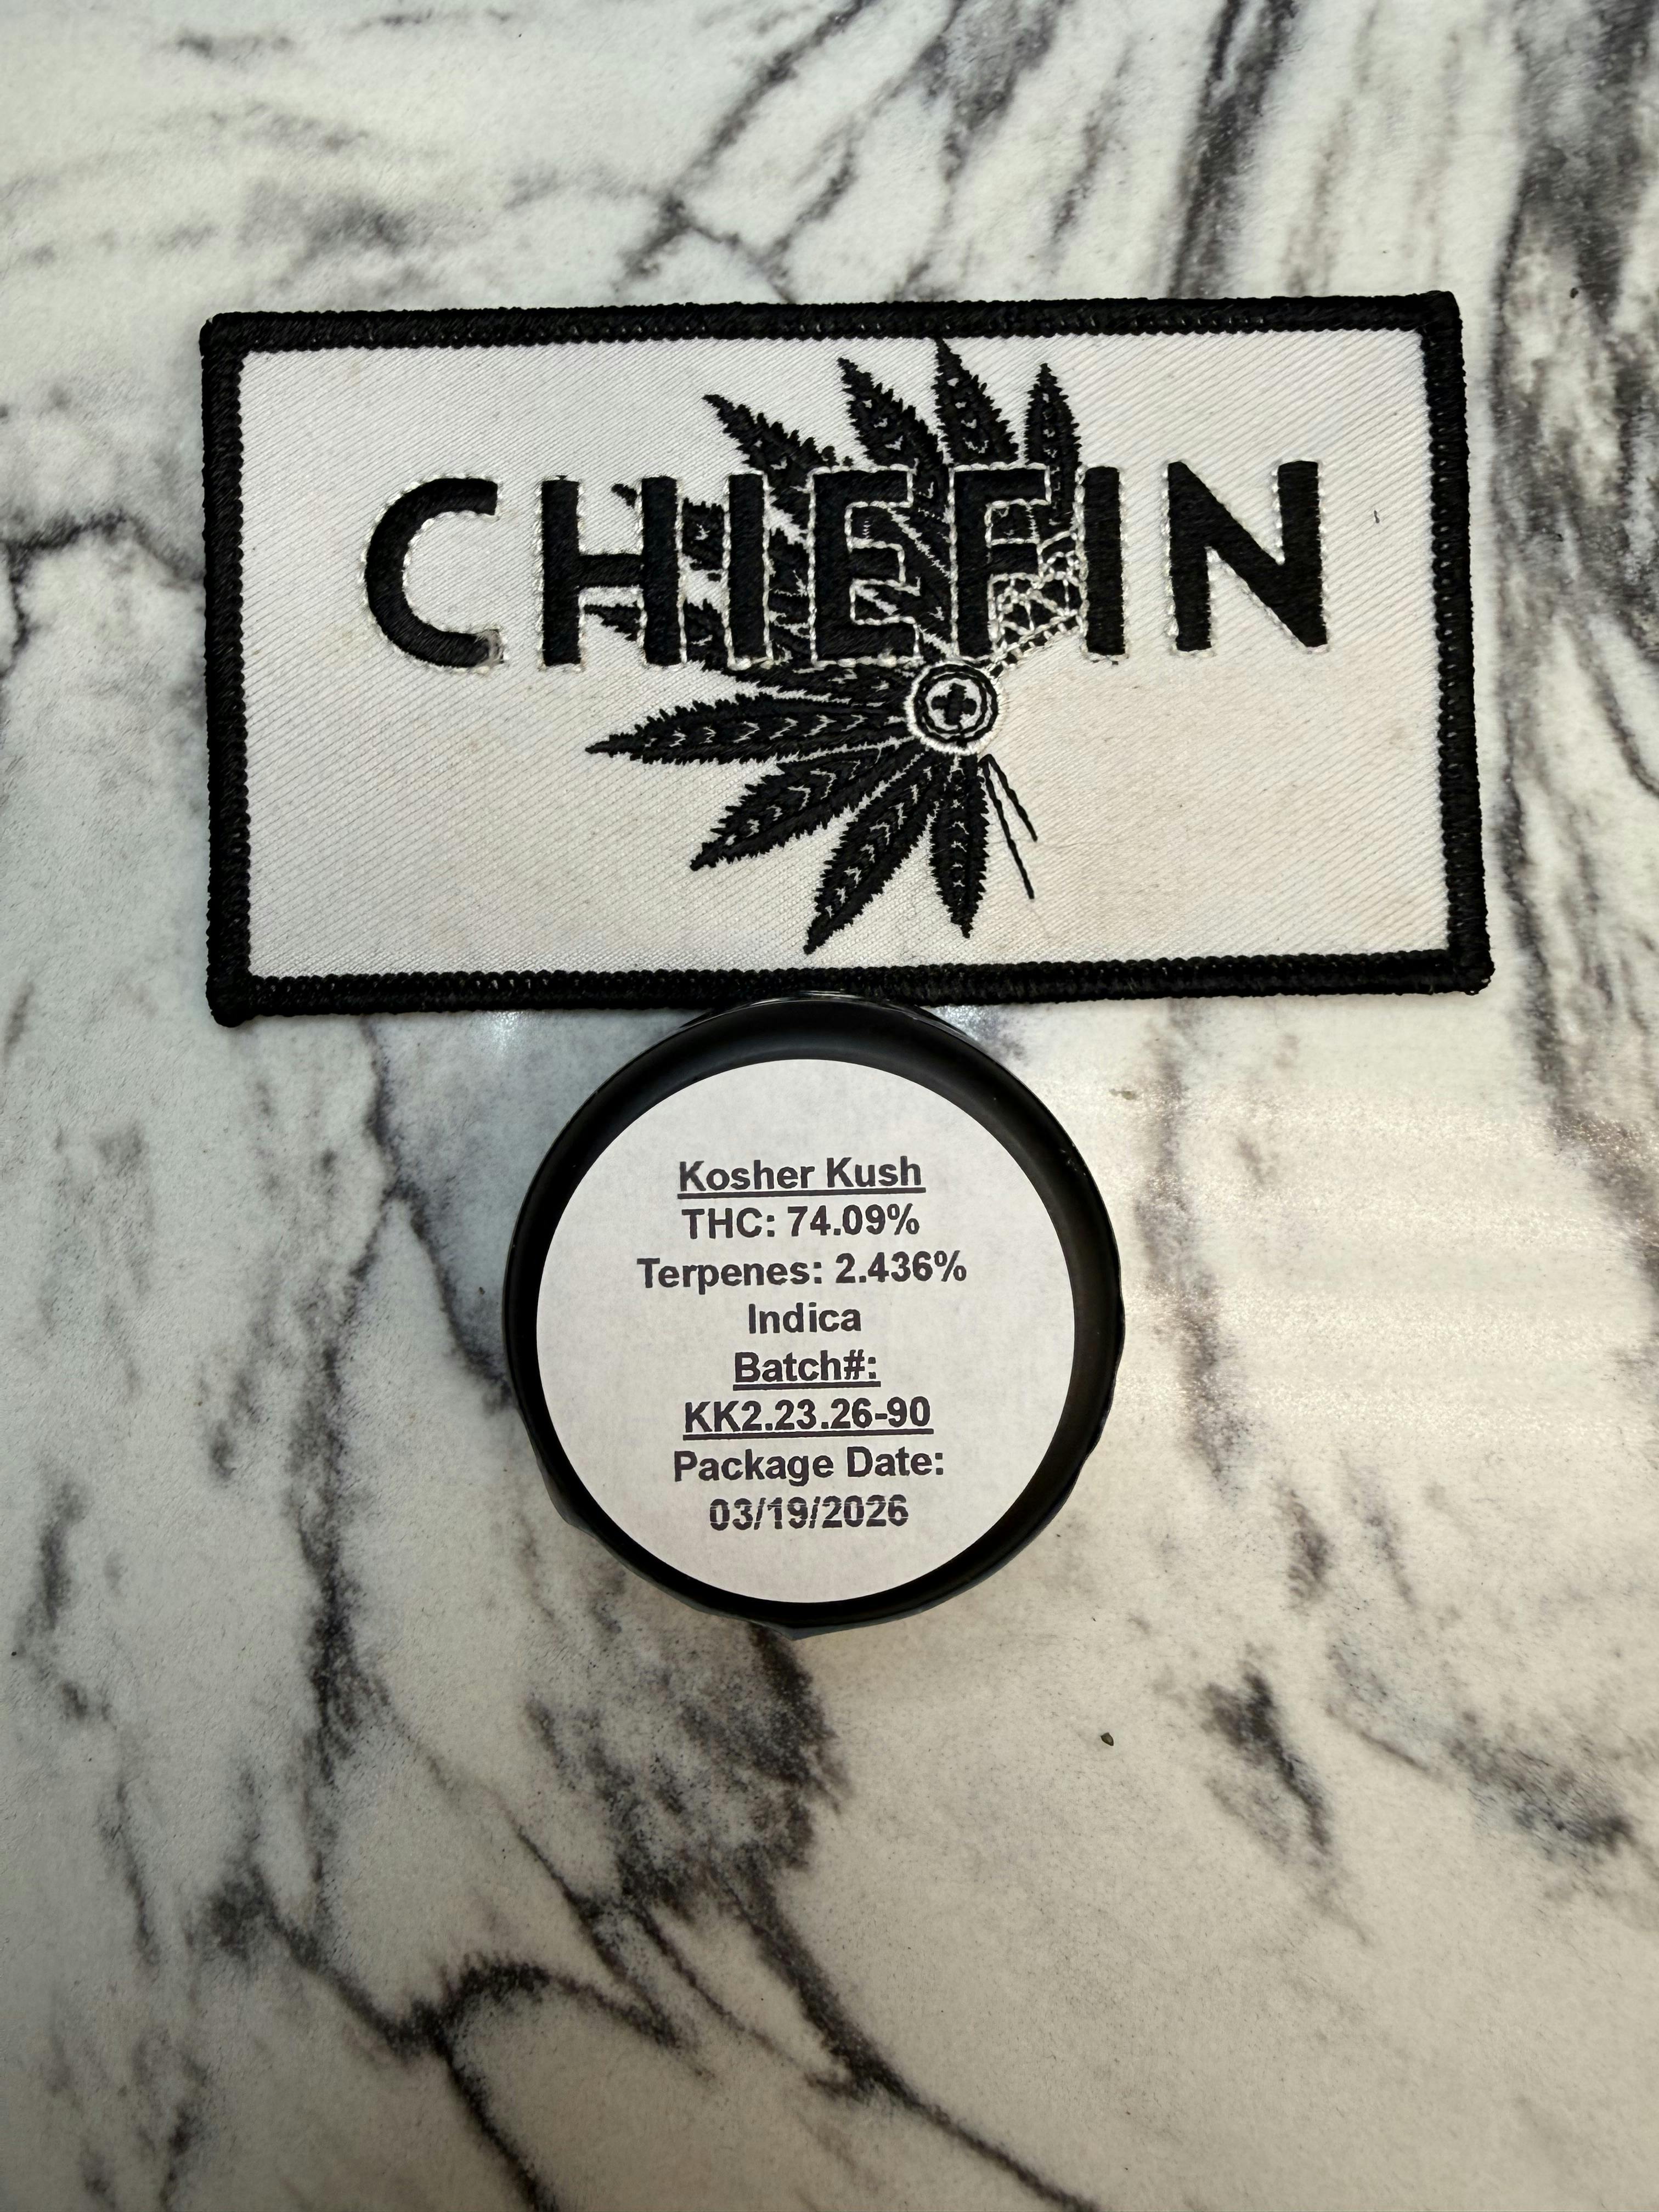 CHIEFIN
Kosher Kush
THC: 74.09%
Terpenes: 2.436%
Indica
Batch#:
KK2.23.26-90
Package Date:
03/19/2026